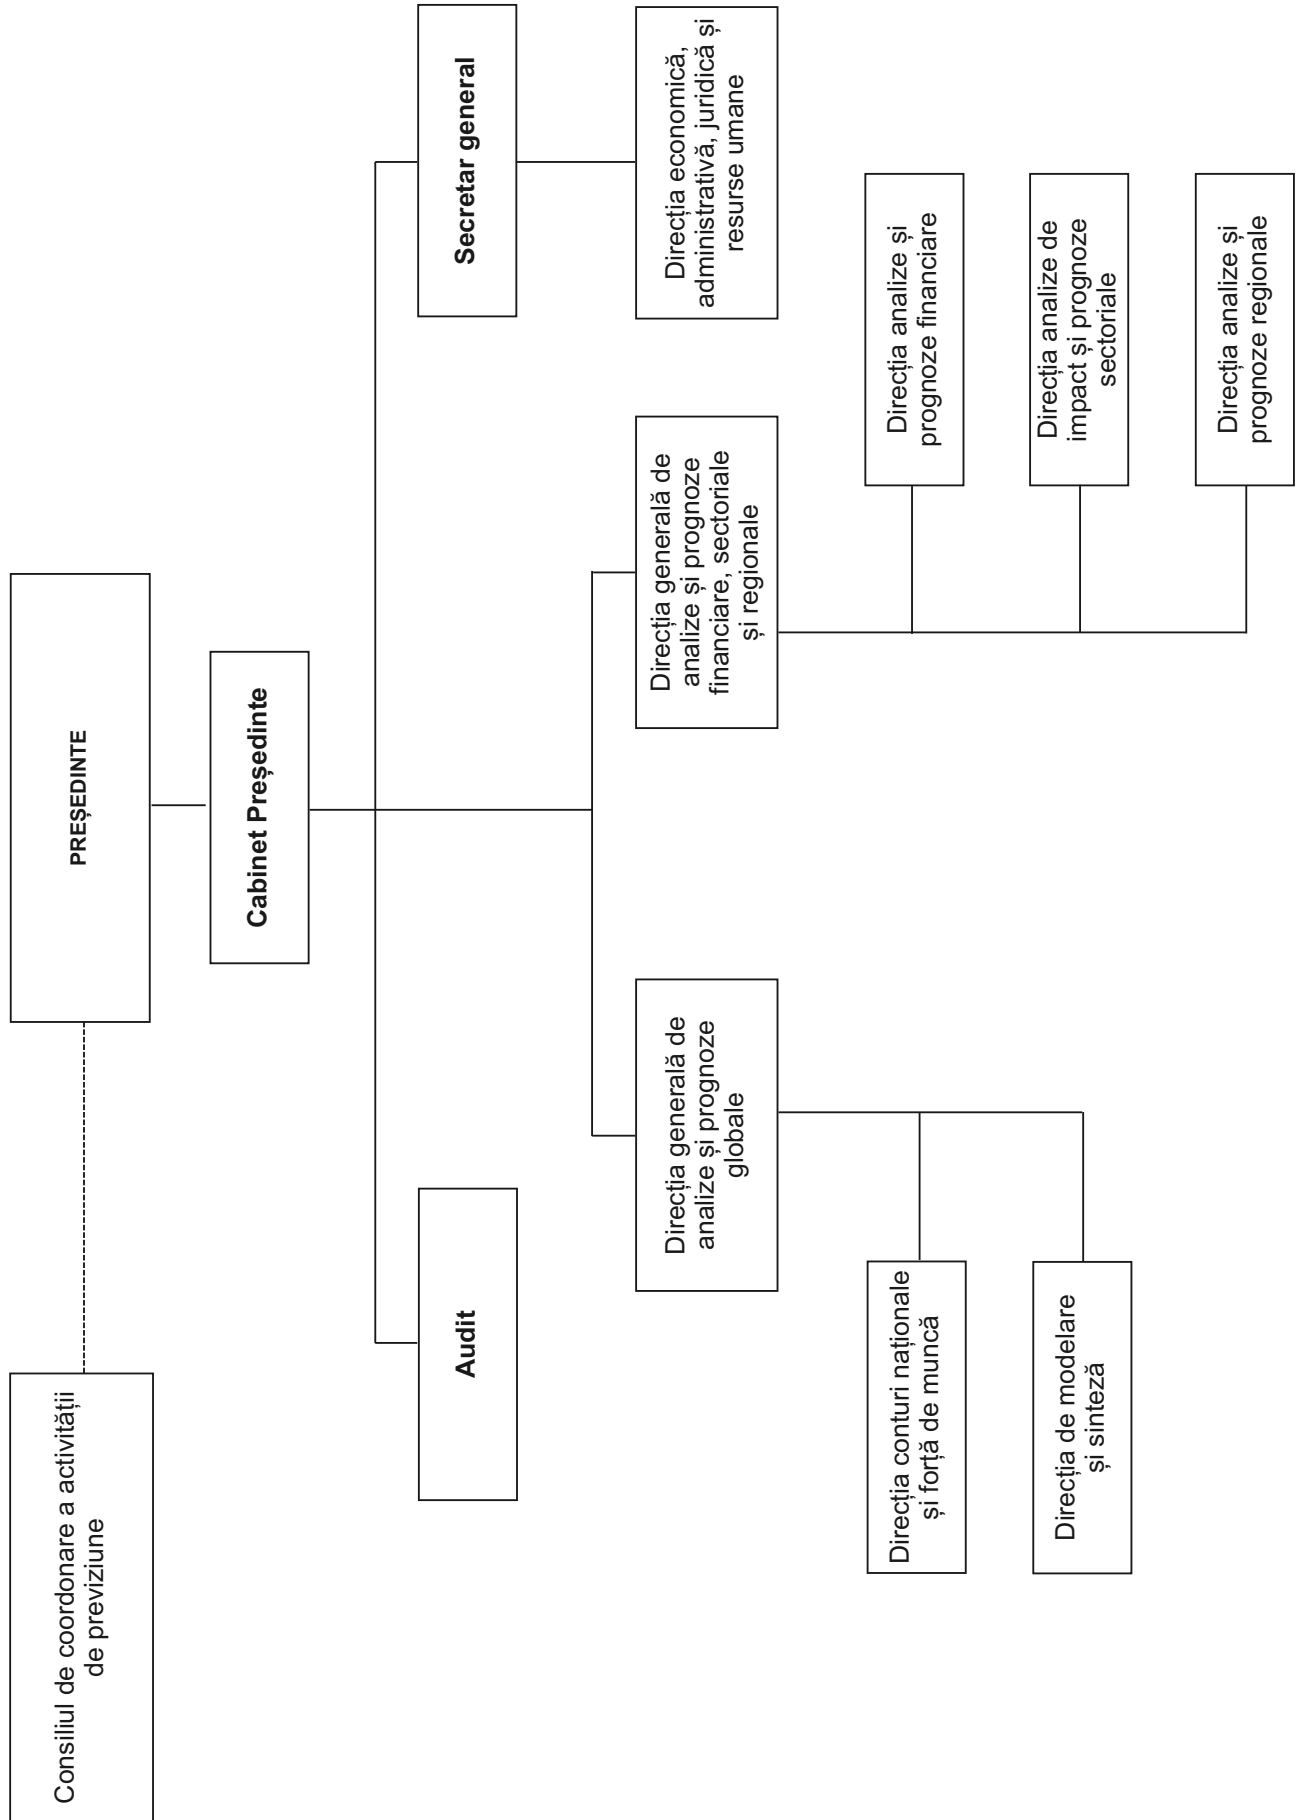 Consiliul de coordonare a activității
de previziune
PREȘEDINTE
Cabinet Președinte
Audit
Secretar general
Direcția generală de
analize și prognoze
globale
Direcția generală de
analize și prognoze
financiare, sectoriale
și regionale
Direcția economică,
administrativă, juridică și
resurse umane
Direcția conturi naționale
și forță de muncă
Direcția de modelare
și sinteză
Direcția analize și
prognoze financiare
Direcția analize de
impact și prognoze
sectoriale
Direcția analize și
prognoze regionale